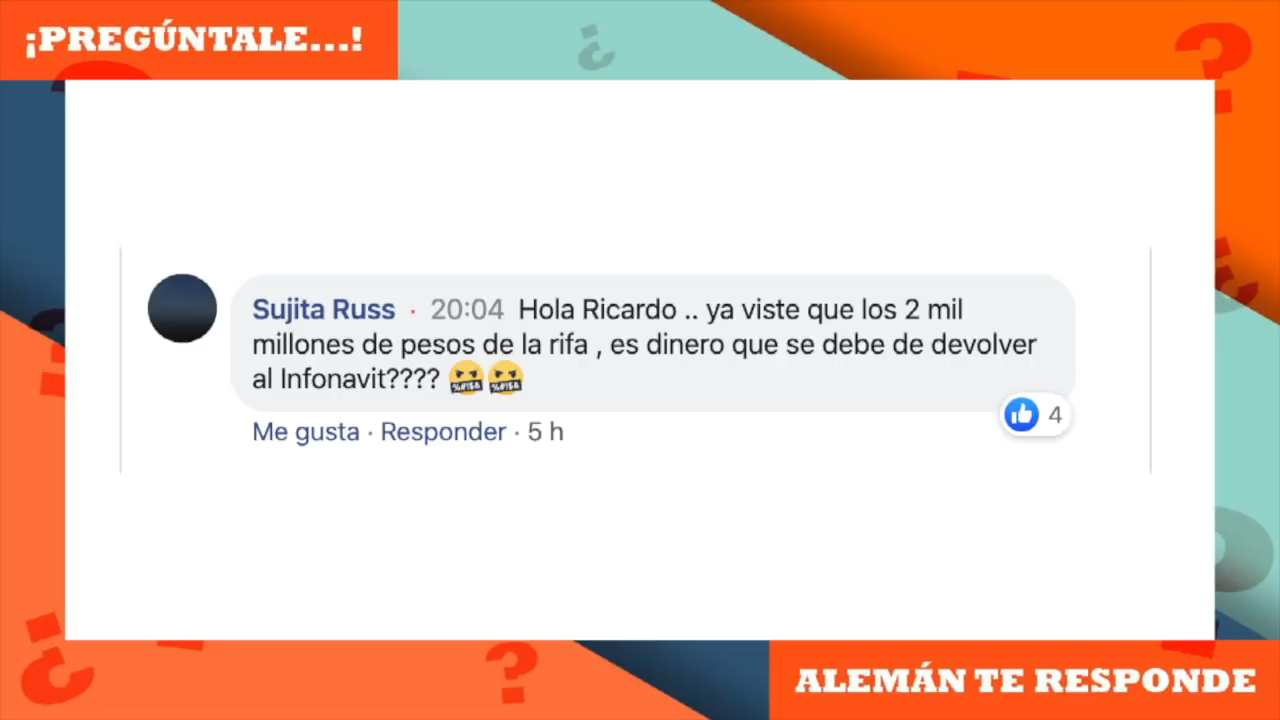 ¡PREGÚNTALE...!
Sujita Russ · 20:04 Hola Ricardo .. ya viste que los 2 mil
millones de pesos de la rifa , es dinero que se debe de devolver
al Infonavit???? 🤬🤬
4
Me gusta · Responder · 5 h
ALEMÁN TE RESPONDE